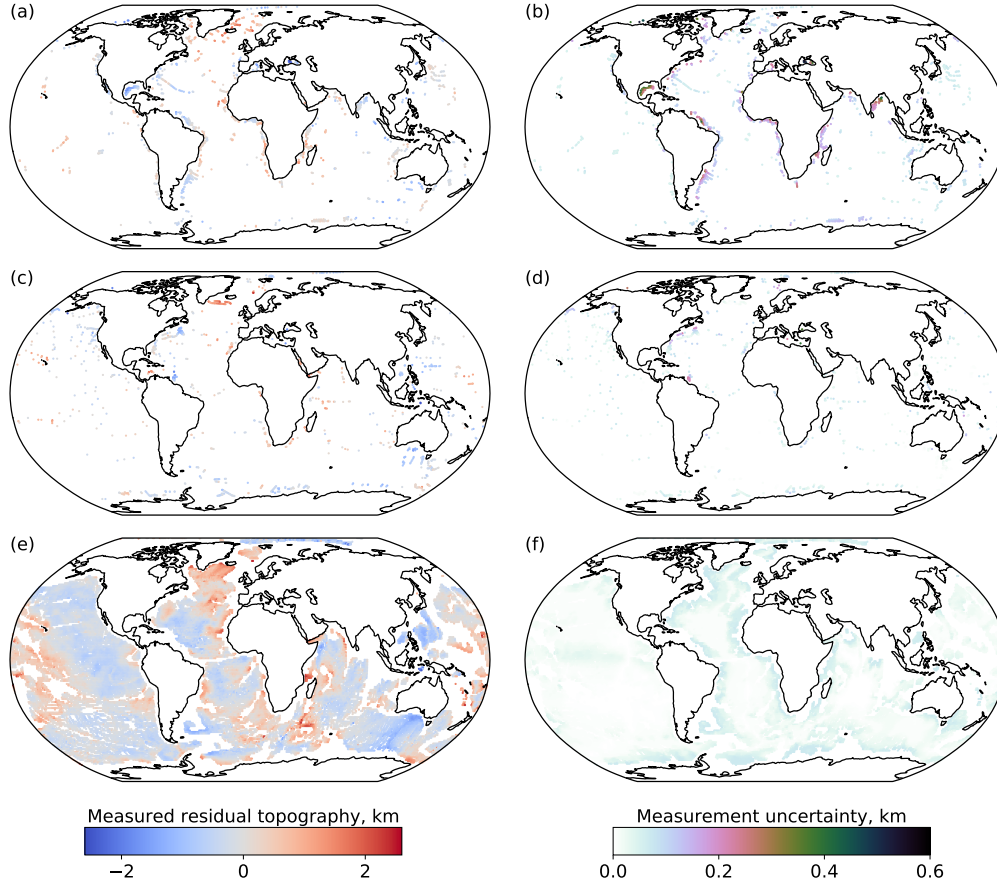 (a) (b)
(c) (d)
(e) (f)
Measured residual topography, km Measurement uncertainty, km
−2 0 2 0.0 0.2 0.4 0.6